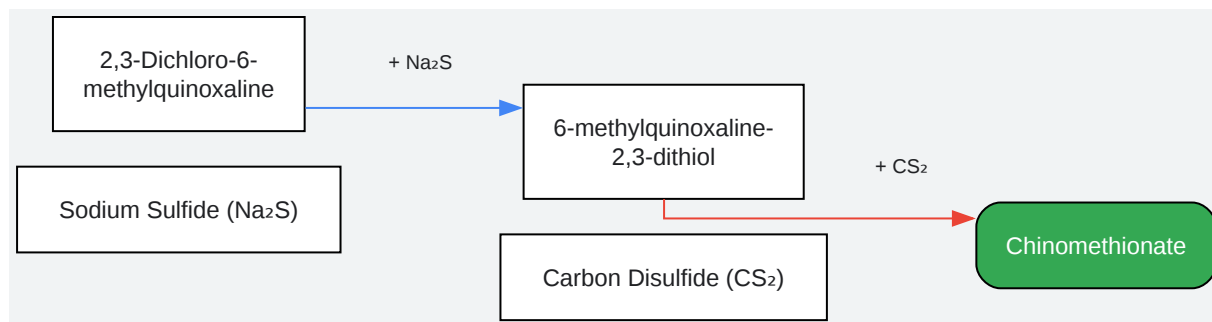 2,3-Dichloro-6-
methylquinoxaline
+ Na₂S
6-methylquinoxaline-
2,3-dithiol
+ CS₂
Sodium Sulfide (Na₂S)
Chinomethionate
Carbon Disulfide (CS₂)